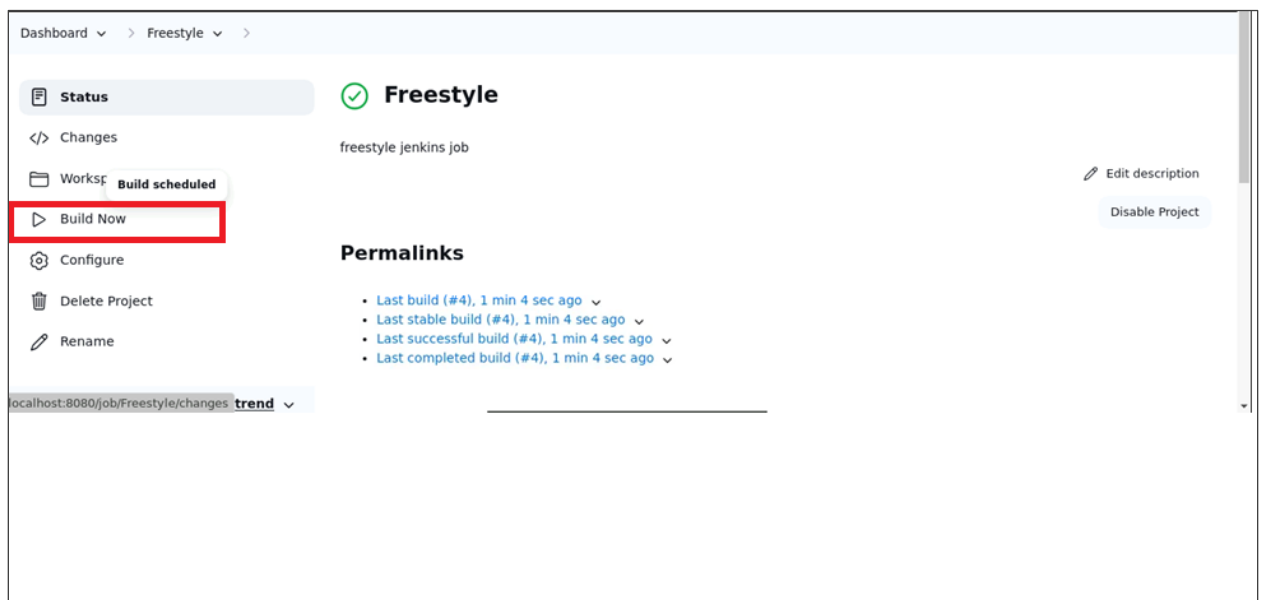 Dashboard > Freestyle >
Status
Changes
Worksp
Build scheduled
Build Now
Configure
Delete Project
Rename
localhost:8080/job/Freestyle/changes trend
Freestyle
freestyle jenkins job
Edit description
Disable Project
Permalinks
• Last build (#4), 1 min 4 sec ago
• Last stable build (#4), 1 min 4 sec ago
• Last successful build (#4), 1 min 4 sec ago
• Last completed build (#4), 1 min 4 sec ago